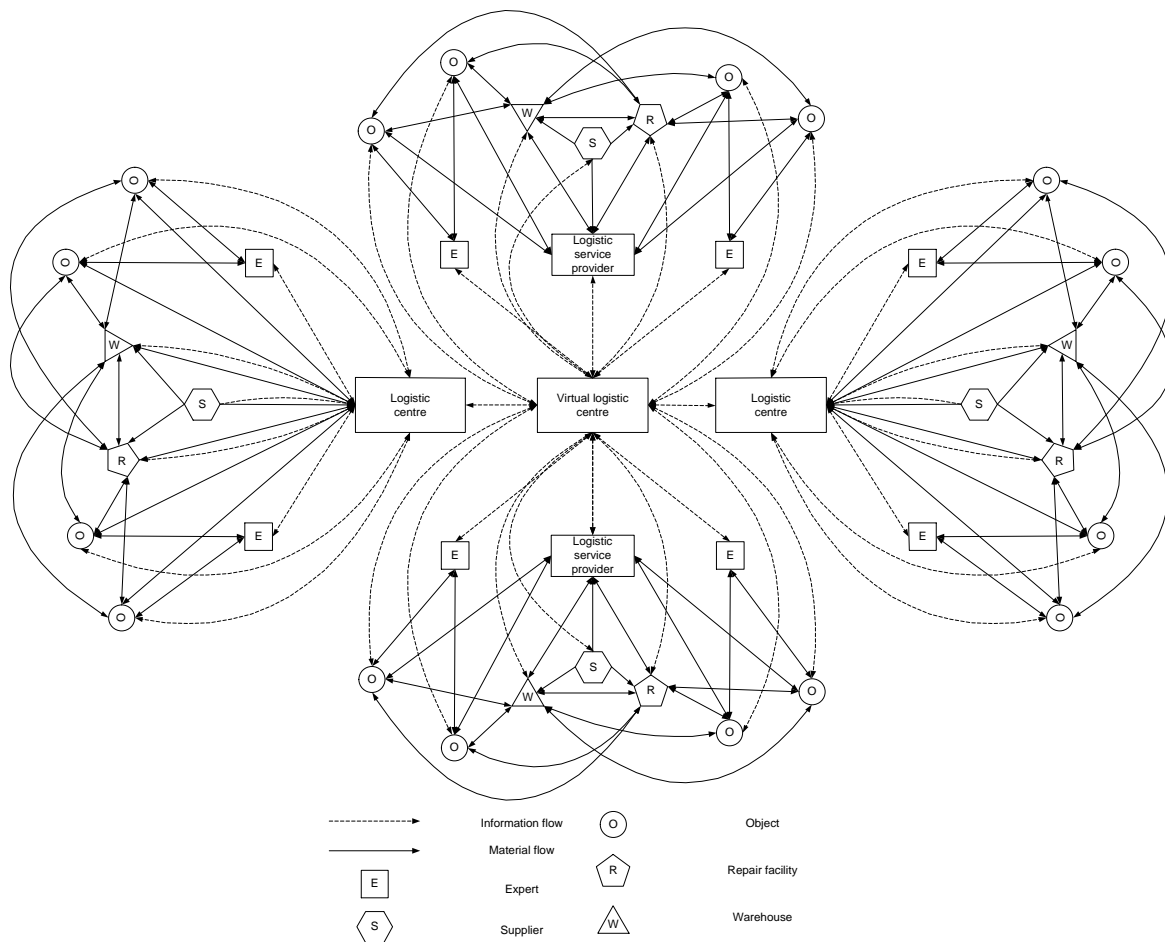 O
O
O
W
R
O
S
Logistic
service
provider
E
E
O
O
E
W
S
R
O
E
O
Logistic
centre
Virtual logistic
centre
Logistic
centre
O
E
O
W
S
R
E
O
O
E
Logistic
service
provider
E
O
S
W
R
O
O
O
Information flow
O
Object
Material flow
E
Expert
R
Repair facility
S
Supplier
W
Warehouse